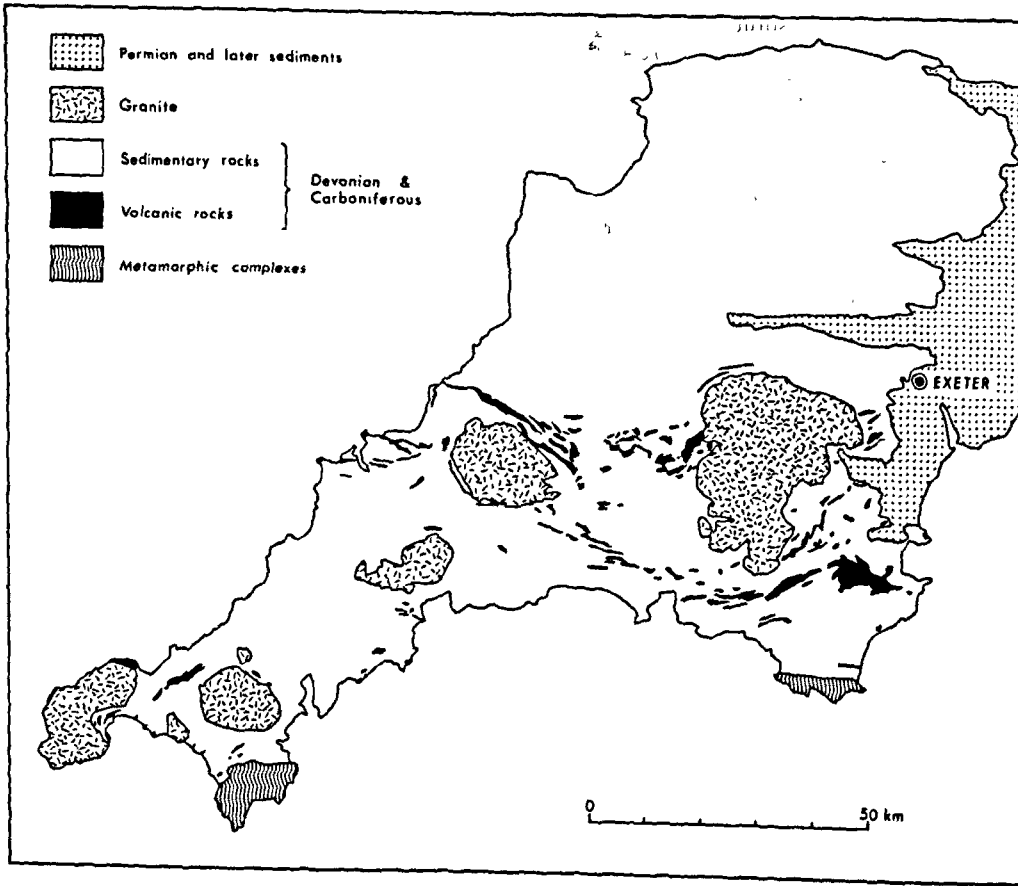 Permian and later sediments
Granite
Sedimentary rocks
Devonian &
Carboniferous
Volcanic rocks
Metamorphic complexes
EXETER
0
50 km